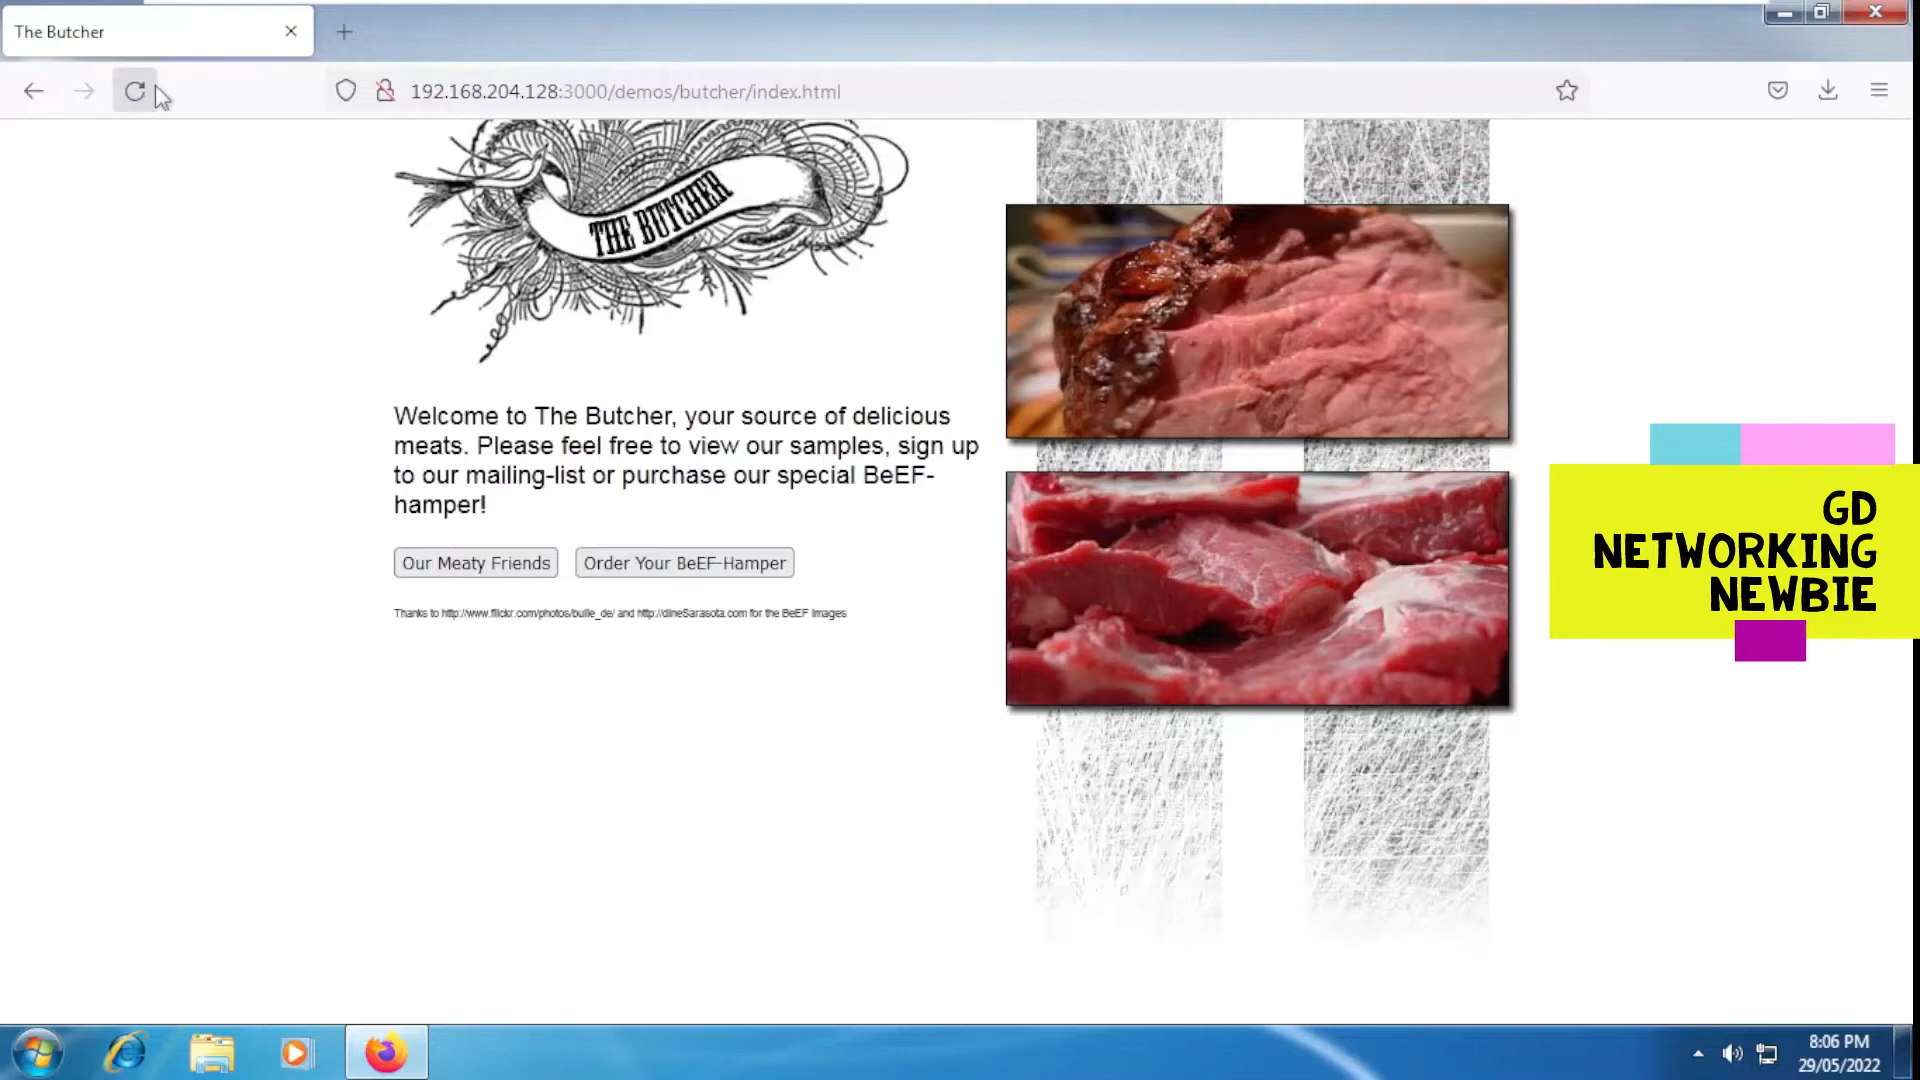 The Butcher
192.168.204.128:3000/demos/butcher/index.html
THE BUTCHER
Welcome to The Butcher, your source of delicious
meats. Please feel free to view our samples, sign up
to our mailing-list or purchase our special BeEF-
hamper!
Our Meaty Friends
Order Your BeEF-Hamper
Thanks to http://www.flickr.com/photos/bulle_de/ and http://dineSarasota.com for the BeEF images
GD
NETWORKING
NEWBIE
8:06 PM
29/05/2022